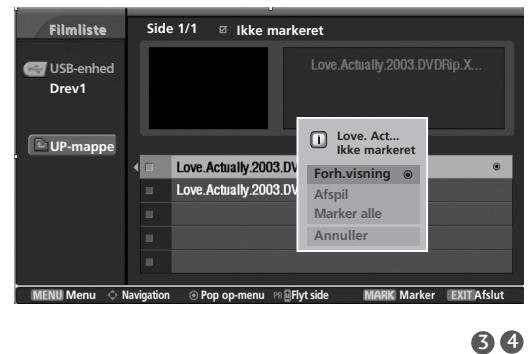 Filmliste
Side 1/1 Ikke markeret
USB-enhed
Drev1
Love.Actually.2003.DVDRip.X...
UP-mappe
Love. Act...
Ikke markeret
Forh.visning
Afspil
Marker alle
Annuller
Love.Actually.2003.DV
Love.Actually.2003.DV
MENU Menu Navigation Pop op-menu PR Flyt side MARK Marker EXIT Afslut
3 4